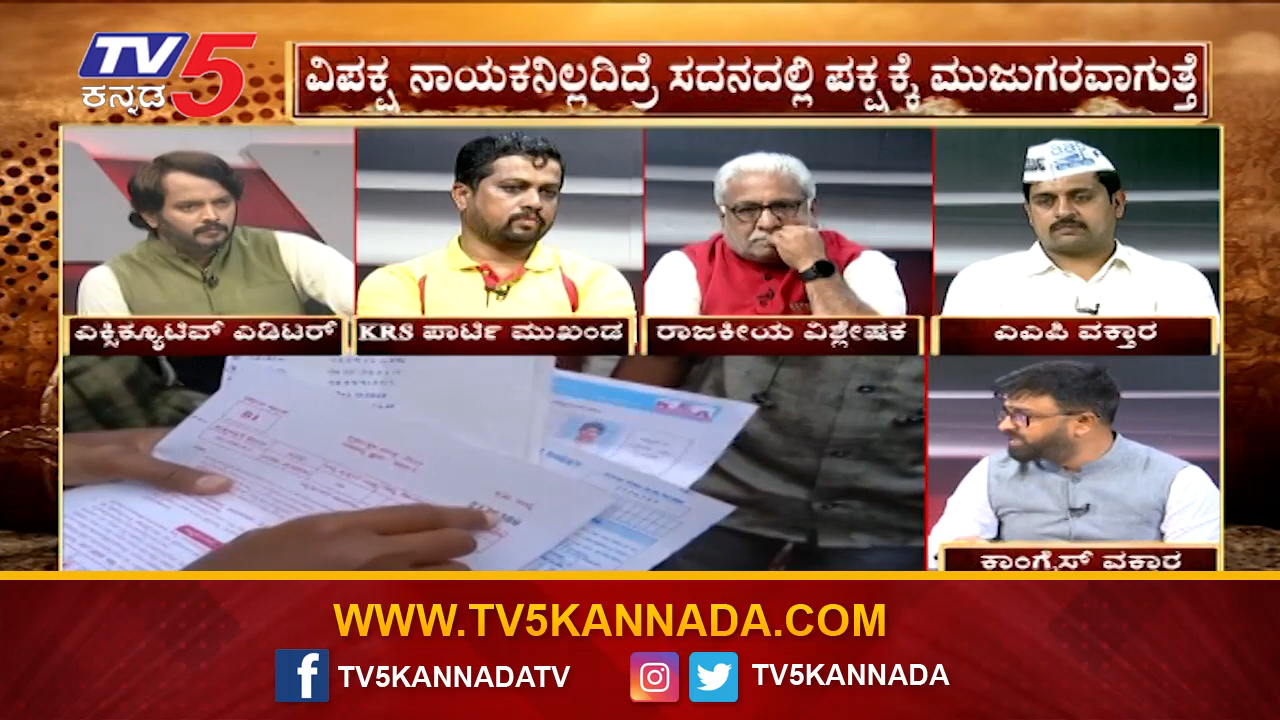 TV5
ಕನ್ನಡ
ವಿಪಕ್ಷ ನಾಯಕನಿಲ್ಲದಿದ್ರೆ ಸದನದಲ್ಲಿ ಪಕ್ಷಕ್ಕೆ ಮುಜುಗರವಾಗುತ್ತೆ
ಎಕ್ಸಿಕ್ಯೂಟಿವ್ ಎಡಿಟರ್
KRS ಪಾರ್ಟಿ ಮುಖಂಡ
ರಾಜಕೀಯ ವಿಶ್ಲೇಷಕ
ಎಎಪಿ ವಕ್ತಾರ
ಕಾಂಗ್ರೆಸ್ ವಕ್ತಾರ
WWW.TV5KANNADA.COM
TV5KANNADATV
TV5KANNADA